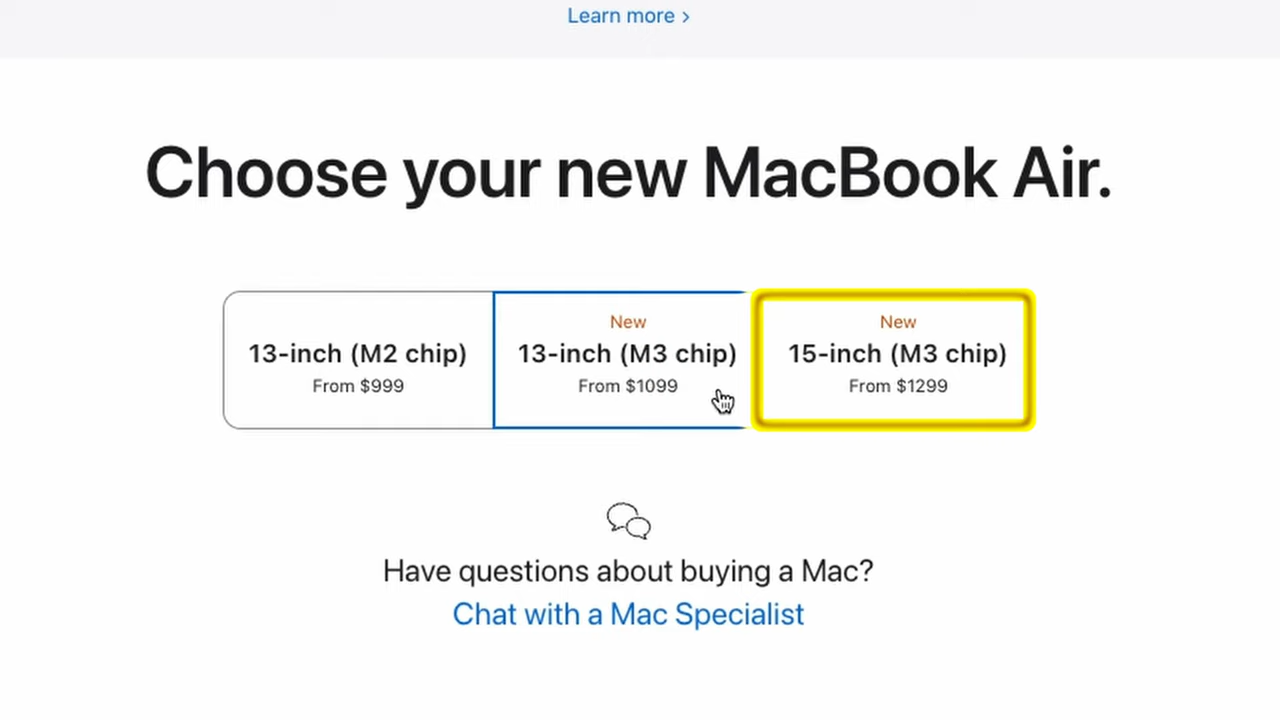 Learn more ›
Choose your new MacBook Air.
13-inch (M2 chip)
From $999
New
13-inch (M3 chip)
From $1099
New
15-inch (M3 chip)
From $1299
Have questions about buying a Mac?
Chat with a Mac Specialist